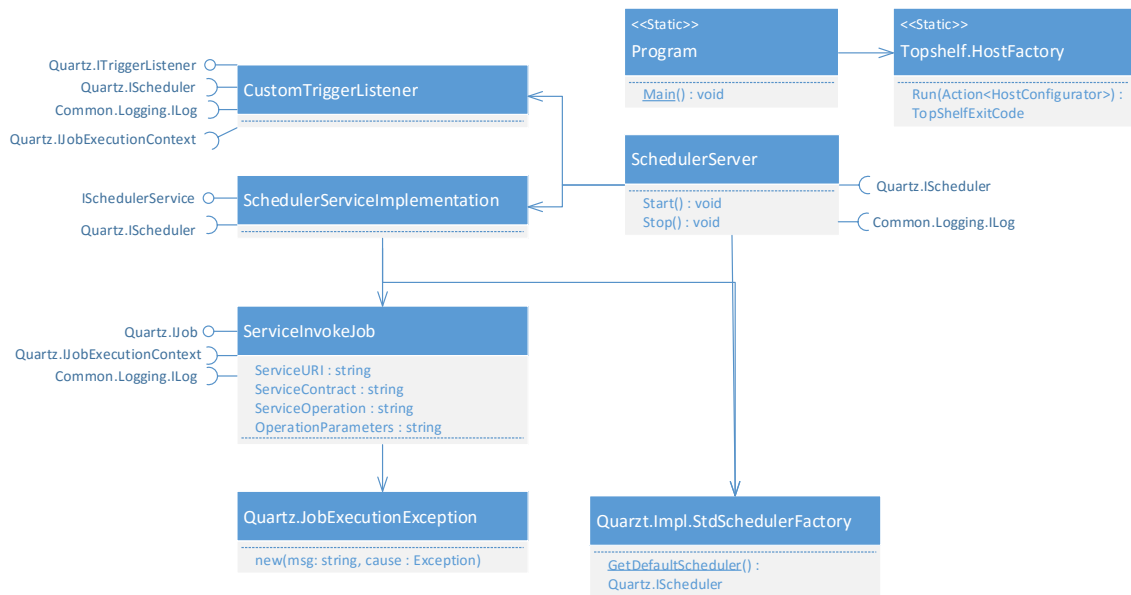 <<Static>>
Program
Main() : void
<<Static>>
Topshelf.HostFactory
Run(Action<HostConfigurator>) :
TopShelfExitCode
Quartz.ITriggerListener
Quartz.IScheduler
Common.Logging.ILog
Quartz.IJobExecutionContext
CustomTriggerListener
SchedulerServer
Start() : void
Stop() : void
Quartz.IScheduler
Common.Logging.ILog
ISchedulerService
Quartz.IScheduler
SchedulerServiceImplementation
Quartz.IJob
Quartz.IJobExecutionContext
Common.Logging.ILog
ServiceInvokeJob
ServiceURI : string
ServiceContract : string
ServiceOperation : string
OperationParameters : string
Quartz.JobExecutionException
new(msg: string, cause : Exception)
Quarzt.Impl.StdSchedulerFactory
GetDefaultScheduler() :
Quartz.IScheduler